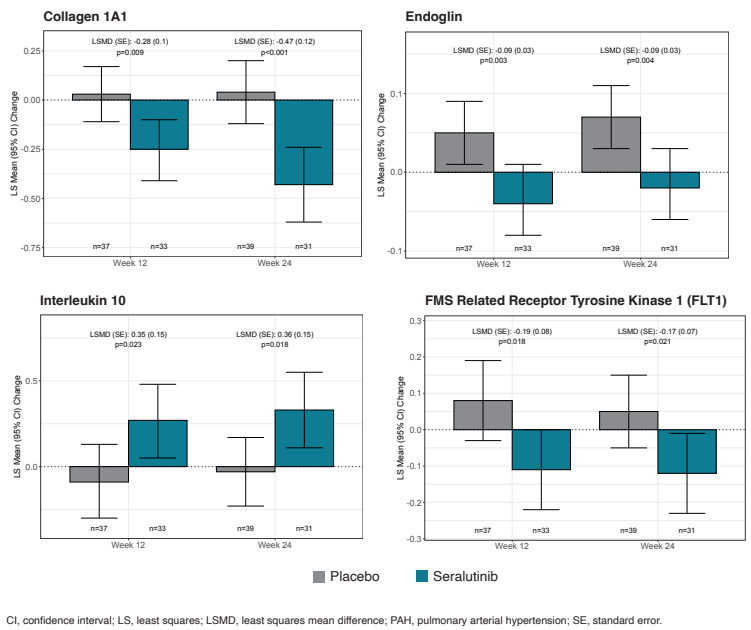 Collagen 1A1
LS Mean (95% CI) Change
0.25
0.00
-0.25
-0.50
-0.75
LSMD (SE): -0.28 (0.1)
p=0.009
LSMD (SE): -0.47 (0.12)
p<0.001
n=37
n=33
n=39
n=31
Week 12
Week 24
Endoglin
LS Mean (95% CI) Change
0.1
0.0
-0.1
LSMD (SE): -0.09 (0.03)
p=0.003
LSMD (SE): -0.09 (0.03)
p=0.004
n=37
n=33
n=39
n=31
Week 12
Week 24
Interleukin 10
LS Mean (95% CI) Change
0.5
0.0
LSMD (SE): 0.35 (0.15)
p=0.023
LSMD (SE): 0.36 (0.15)
p=0.018
n=37
n=33
n=39
n=31
Week 12
Week 24
FMS Related Receptor Tyrosine Kinase 1 (FLT1)
LS Mean (95% CI) Change
0.3
0.2
0.1
0.0
-0.1
-0.2
-0.3
LSMD (SE): -0.19 (0.08)
p=0.018
LSMD (SE): -0.17 (0.07)
p=0.021
n=37
n=33
n=39
n=31
Week 12
Week 24
Placebo
Seralutinib
CI, confidence interval; LS, least squares; LSMD, least squares mean difference; PAH, pulmonary arterial hypertension; SE, standard error.